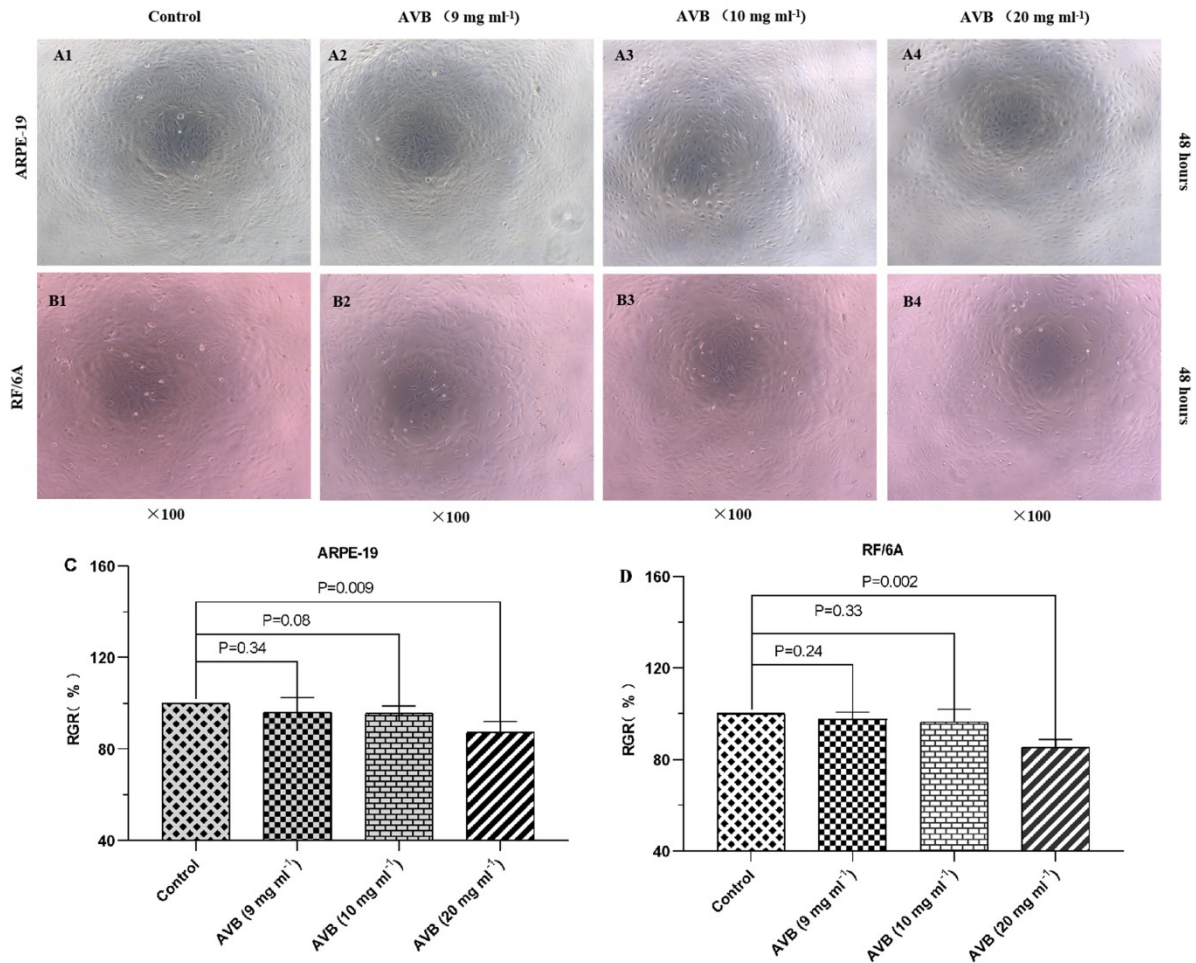 Control AVB （9 mg ml⁻¹) AVB （10 mg ml⁻¹) AVB （20 mg ml⁻¹)
ARPE-19
A1 A2 A3 A4
48 hours
RF/6A
B1 B2 B3 B4
48 hours
×100 ×100 ×100 ×100
C
ARPE-19
RGR( % )
160
120
80
40
P=0.009
P=0.08
P=0.34
Control
AVB (9 mg ml⁻¹)
AVB (10 mg ml⁻¹)
AVB (20 mg ml⁻¹)
D
RF/6A
RGR( % )
160
120
80
40
P=0.002
P=0.33
P=0.24
Control
AVB (9 mg ml⁻¹)
AVB (10 mg ml⁻¹)
AVB (20 mg ml⁻¹)